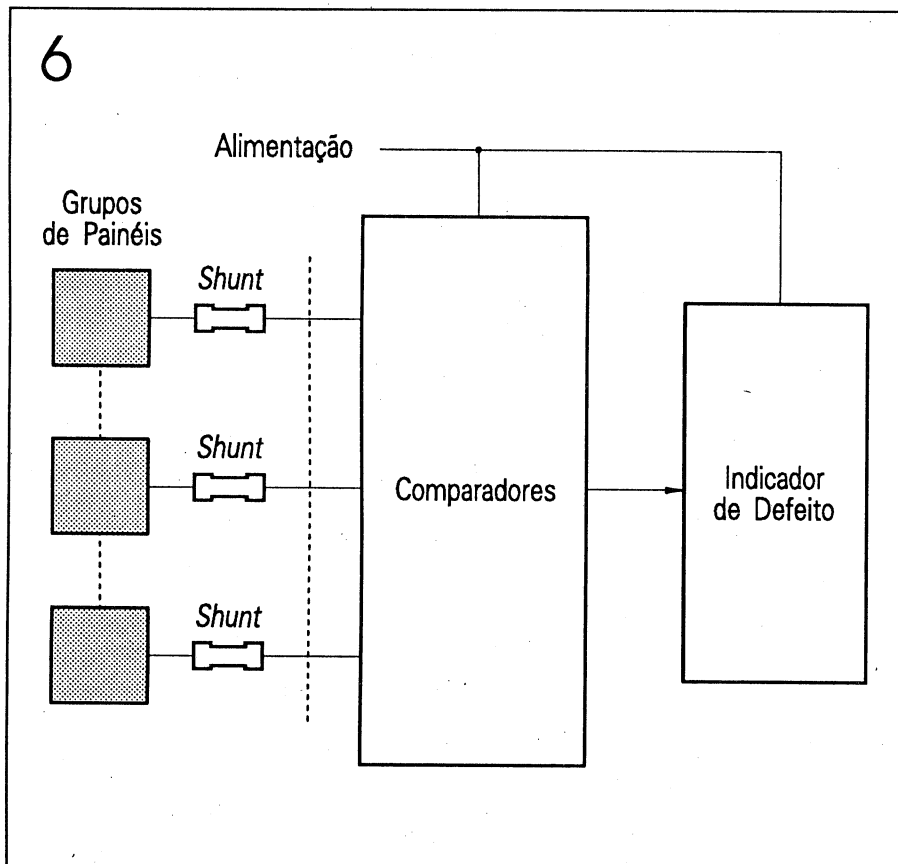 6
Alimentação
Grupos
de Painéis
Shunt
Shunt
Comparadores
Indicador
de Defeito
Shunt